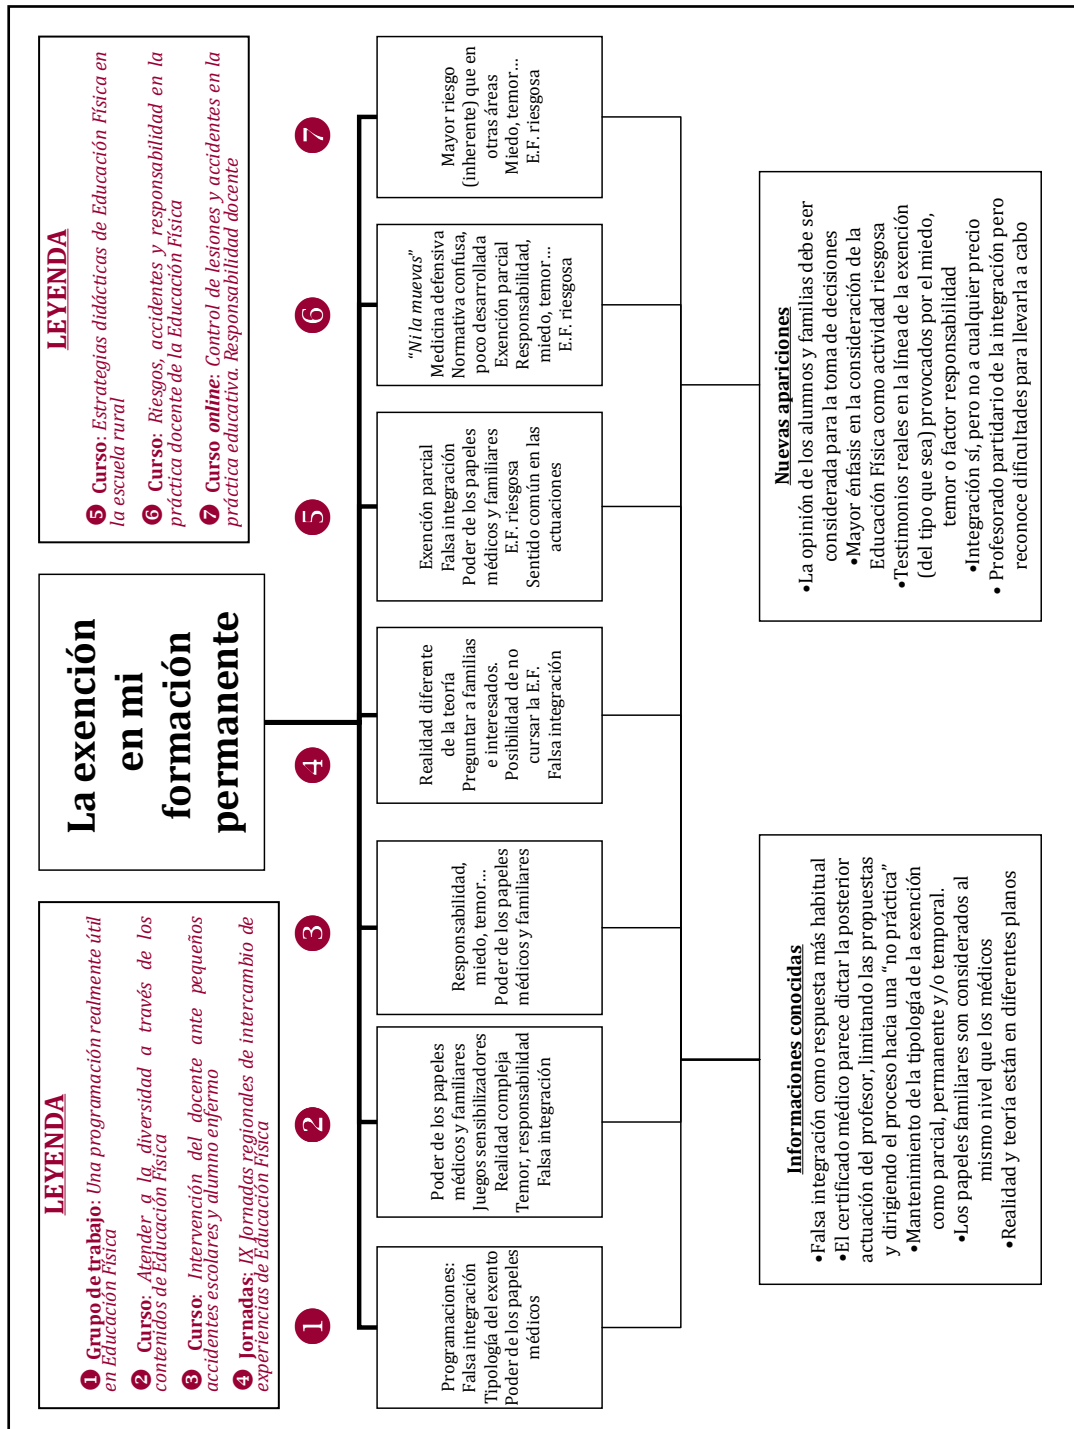 LEYENDA
❶ Grupo de trabajo: Una programación realmente útil
en Educación Física
❷ Curso: Atender a la diversidad a través de los
contenidos de Educación Física
❸ Curso: Intervención del docente ante pequeños
accidentes escolares y alumno enfermo
❹ Jornadas: IX Jornadas regionales de intercambio de
experiencias de Educación Física
La exención
en mi
formación
permanente
LEYENDA
❺ Curso: Estrategias didácticas de Educación Física en
la escuela rural
❻ Curso: Riesgos, accidentes y responsabilidad en la
práctica docente de la Educación Física
❼ Curso online: Control de lesiones y accidentes en la
práctica educativa. Responsabilidad docente
❶
❷
❸
❹
❺
❻
❼
Programaciones:
Falsa integración
Tipología del exento
Poder de los papeles
médicos
Poder de los papeles
médicos y familiares
Juegos sensibilizadores
Realidad compleja
Temor, responsabilidad
Falsa integración
Responsabilidad,
miedo, temor...
Poder de los papeles
médicos y familiares
Realidad diferente
de la teoría
Preguntar a familias
e interesados.
Posibilidad de no
cursar la E.F.
Falsa integración
Exención parcial
Falsa integración
Poder de los papeles
médicos y familiares
E.F. riesgosa
Sentido común en las
actuaciones
“Ni la muevas”
Medicina defensiva
Normativa confusa,
poco desarrollada
Exención parcial
Responsabilidad,
miedo, temor...
E.F. riesgosa
Mayor riesgo
(inherente) que en
otras áreas
Miedo, temor...
E.F. riesgosa
Informaciones conocidas
•Falsa integración como respuesta más habitual
•El certificado médico parece dictar la posterior
actuación del profesor, limitando las propuestas
y dirigiendo el proceso hacia una “no práctica”
•Mantenimiento de la tipología de la exención
como parcial, permanente y/o temporal.
•Los papeles familiares son considerados al
mismo nivel que los médicos
•Realidad y teoría están en diferentes planos
Nuevas apariciones
•La opinión de los alumnos y familias debe ser
considerada para la toma de decisiones
•Mayor énfasis en la consideración de la
Educación Física como actividad riesgosa
•Testimonios reales en la línea de la exención
(del tipo que sea) provocados por el miedo,
temor o factor responsabilidad
•Integración sí, pero no a cualquier precio
• Profesorado partidario de la integración pero
reconoce dificultades para llevarla a cabo